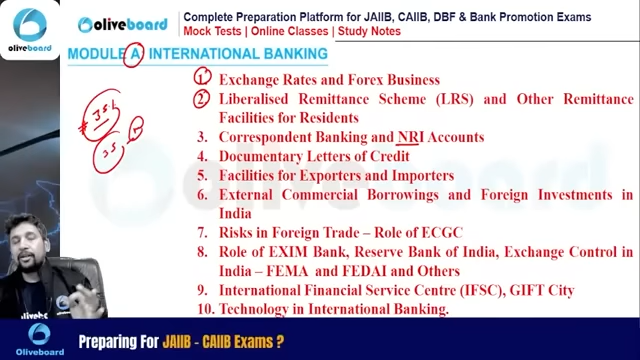 oliveboard
Complete Preparation Platform for JAIIB, CAIIB, DBF & Bank Promotion Exams
Mock Tests | Online Classes | Study Notes
MODULE A: INTERNATIONAL BANKING
1. Exchange Rates and Forex Business
2. Liberalised Remittance Scheme (LRS) and Other Remittance
Facilities for Residents
3. Correspondent Banking and NRI Accounts
4. Documentary Letters of Credit
5. Facilities for Exporters and Importers
6. External Commercial Borrowings and Foreign Investments in
India
7. Risks in Foreign Trade – Role of ECGC
8. Role of EXIM Bank, Reserve Bank of India, Exchange Control in
India – FEMA and FEDAI and Others
9. International Financial Service Centre (IFSC), GIFT City
10. Technology in International Banking.
oliveboard
Oliveboard
Preparing For JAIIB - CAIIB Exams ?